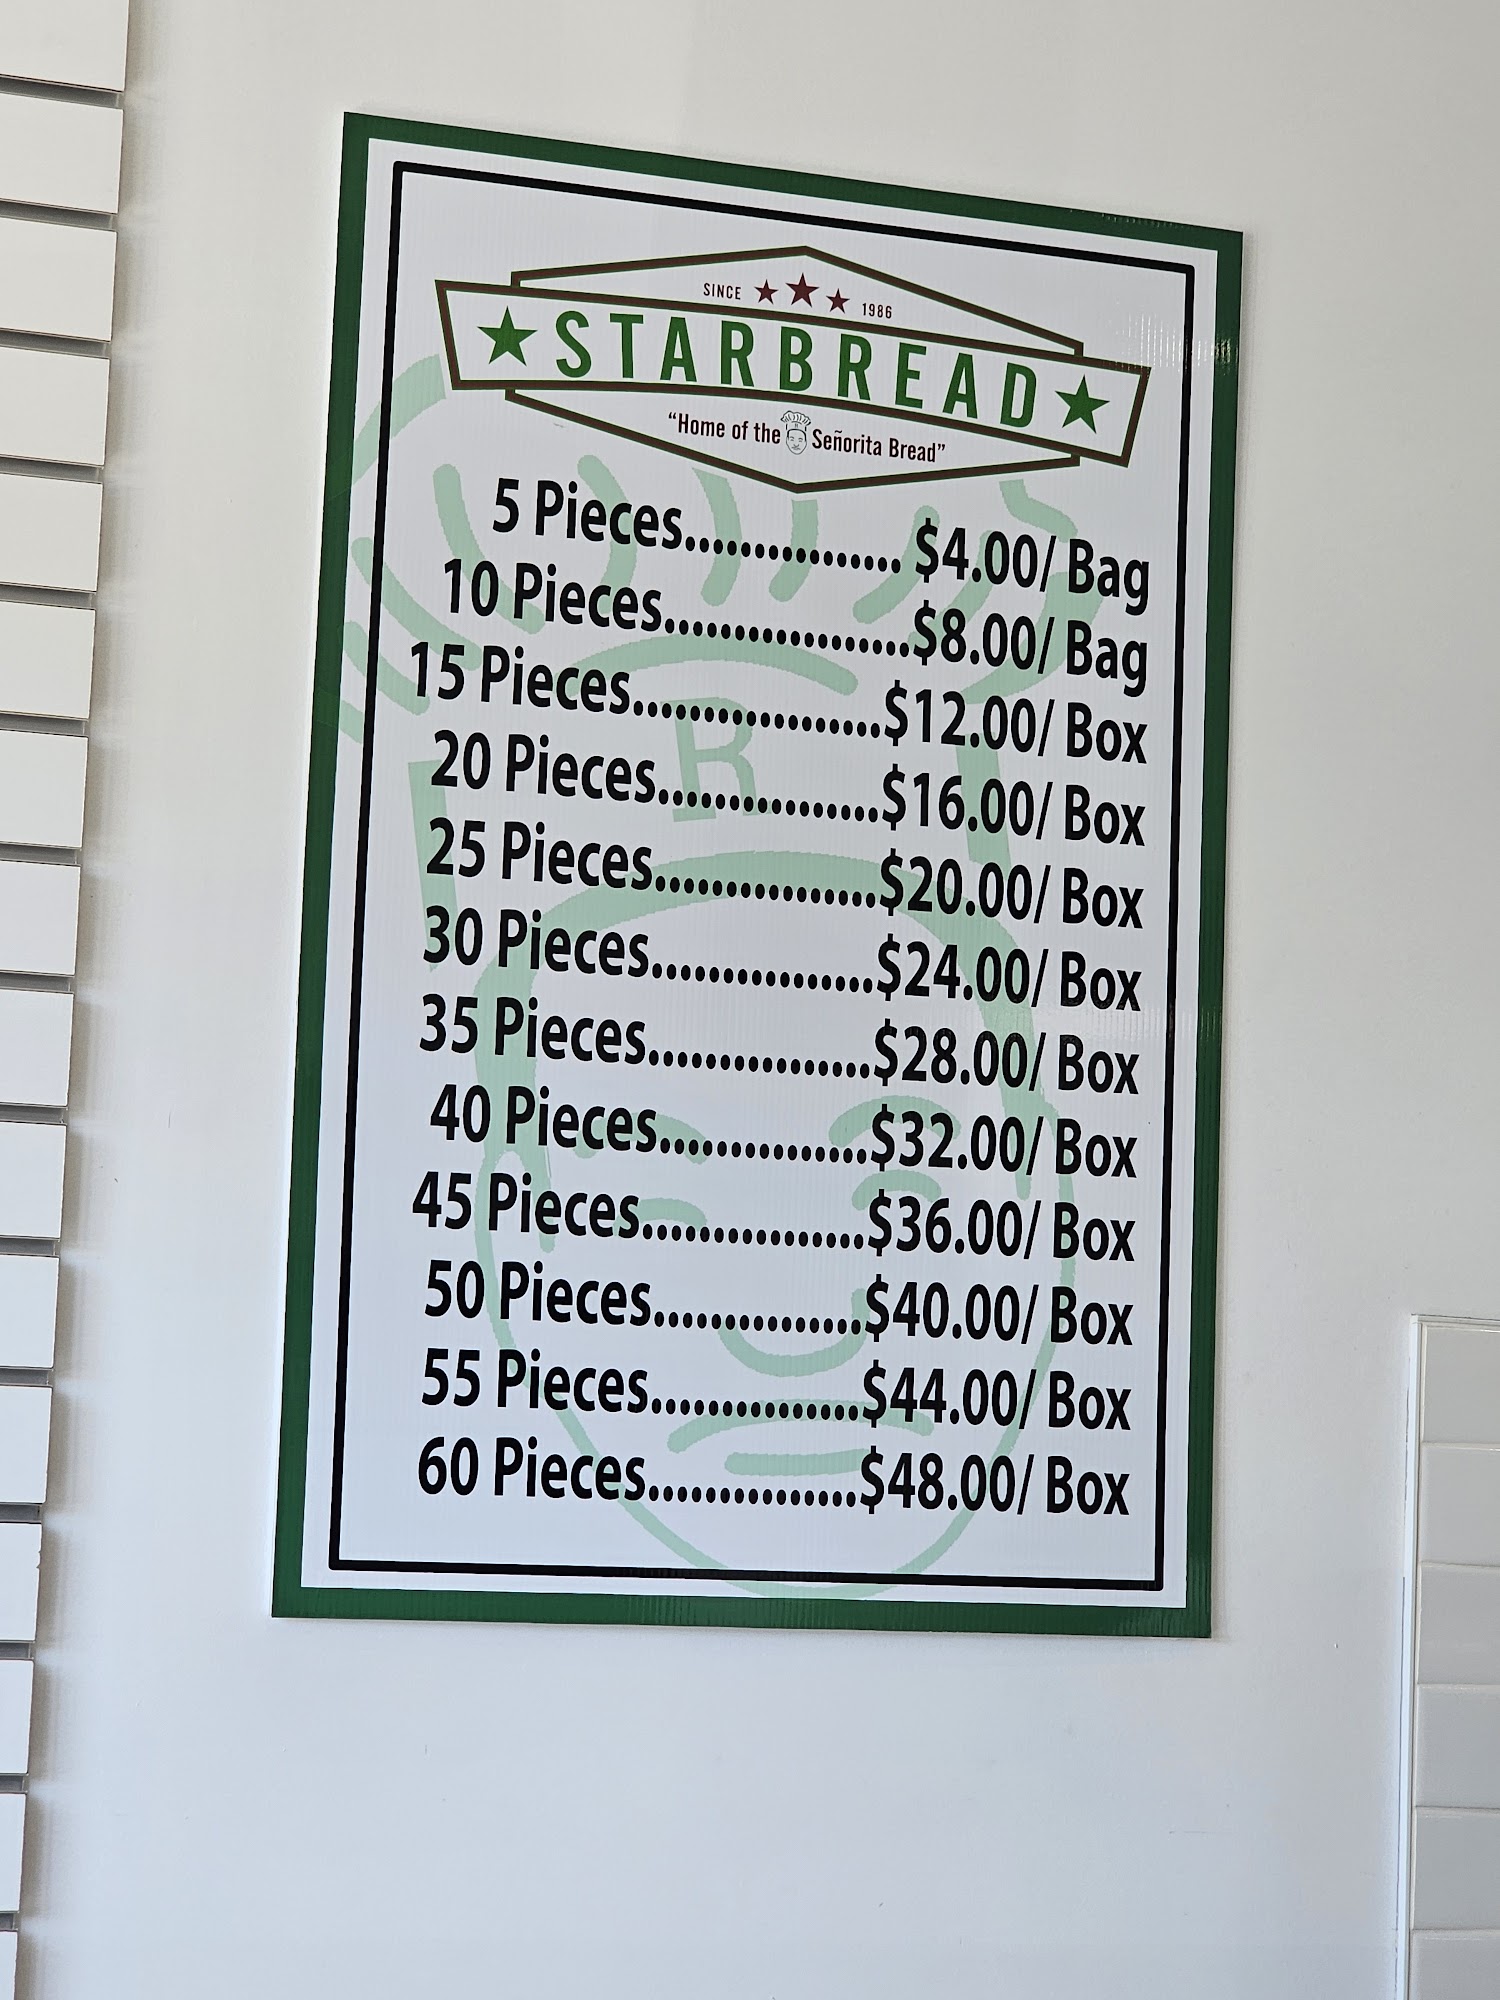 SINCE ★★★ 1986
★STARBREAD★
“Home of the Señorita Bread”
R
5 Pieces................ $4.00/ Bag
10 Pieces..................$8.00/ Bag
15 Pieces..................$12.00/ Box
20 Pieces................$16.00/ Box
25 Pieces................$20.00/ Box
30 Pieces................$24.00/ Box
35 Pieces................$28.00/ Box
40 Pieces...............$32.00/ Box
45 Pieces................$36.00/ Box
50 Pieces...............$40.00/ Box
55 Pieces...............$44.00/ Box
60 Pieces...............$48.00/ Box